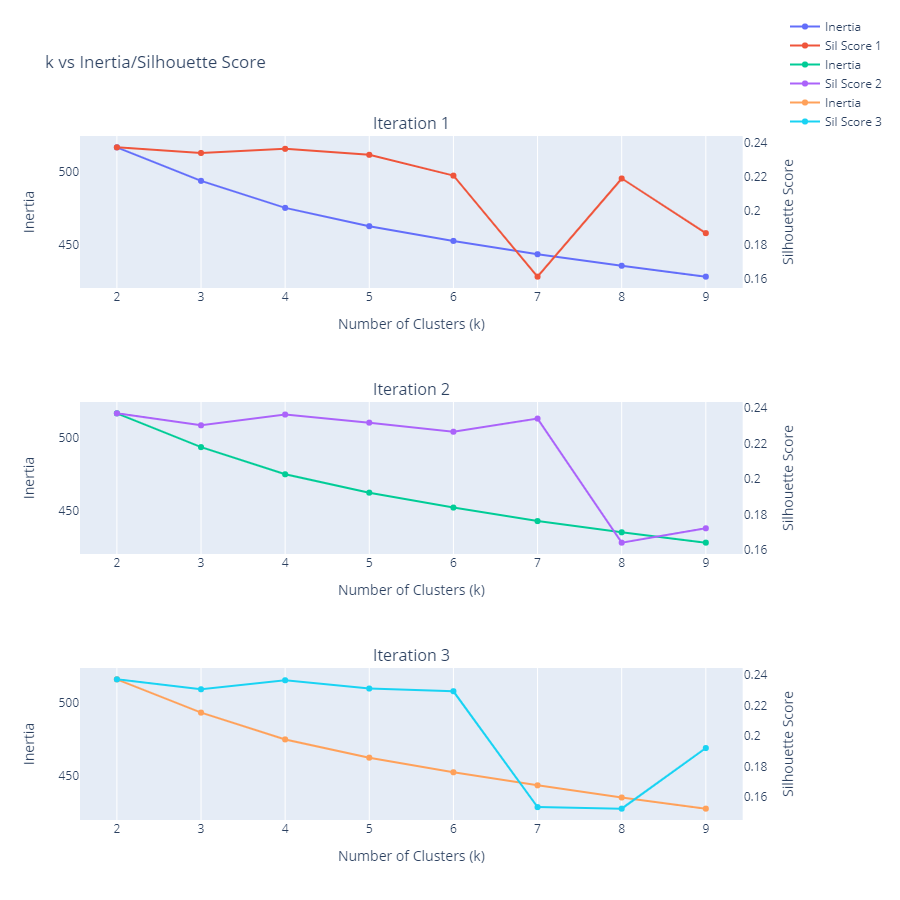 k vs Inertia/Silhouette Score
Inertia
Sil Score 1
Inertia
Sil Score 2
Inertia
Sil Score 3
Iteration 1
Inertia
500
450
0.24
0.22
0.2
0.18
0.16
Silhouette Score
2 3 4 5 6 7 8 9
Number of Clusters (k)
Iteration 2
Inertia
500
450
0.24
0.22
0.2
0.18
0.16
Silhouette Score
2 3 4 5 6 7 8 9
Number of Clusters (k)
Iteration 3
Inertia
500
450
0.24
0.22
0.2
0.18
0.16
Silhouette Score
2 3 4 5 6 7 8 9
Number of Clusters (k)